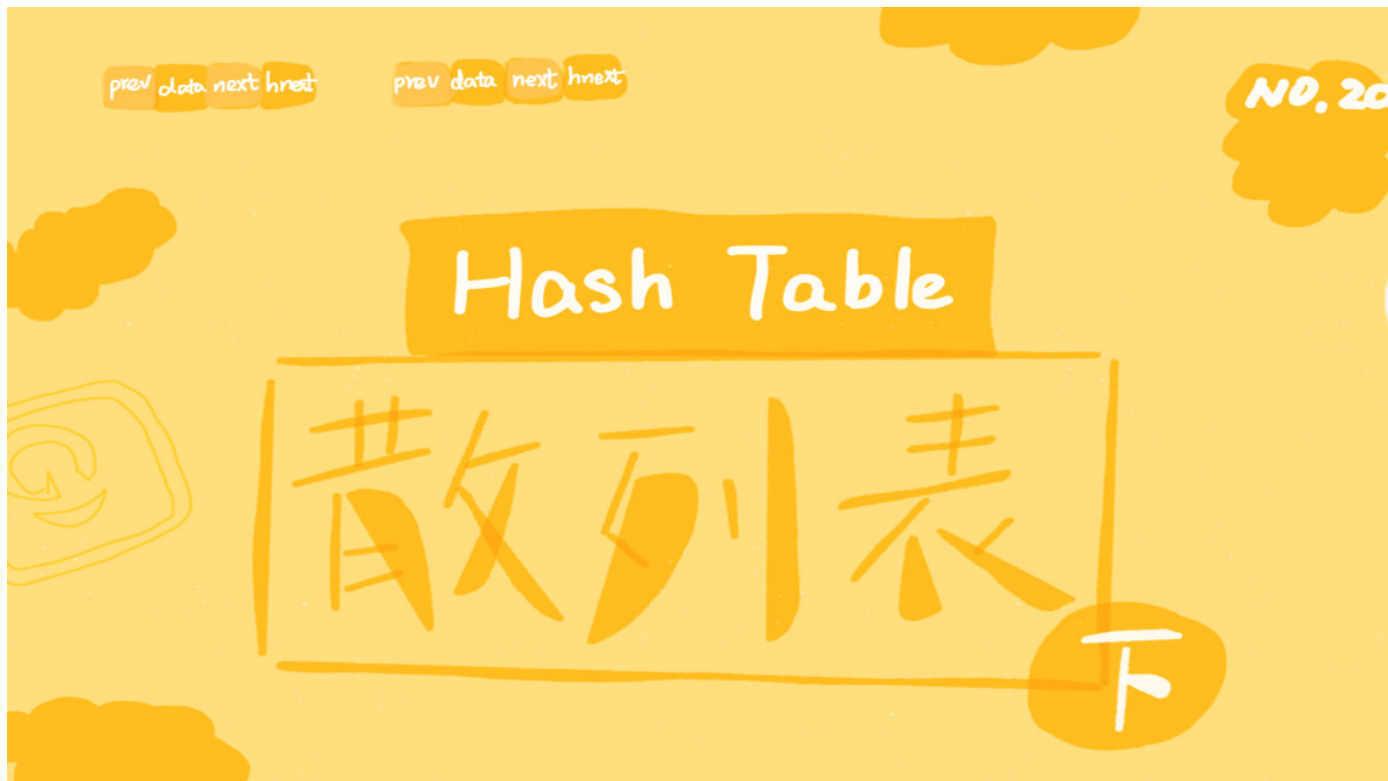 prev data next hnext prev data next hnext
NO. 20
Hash Table
散列表
下